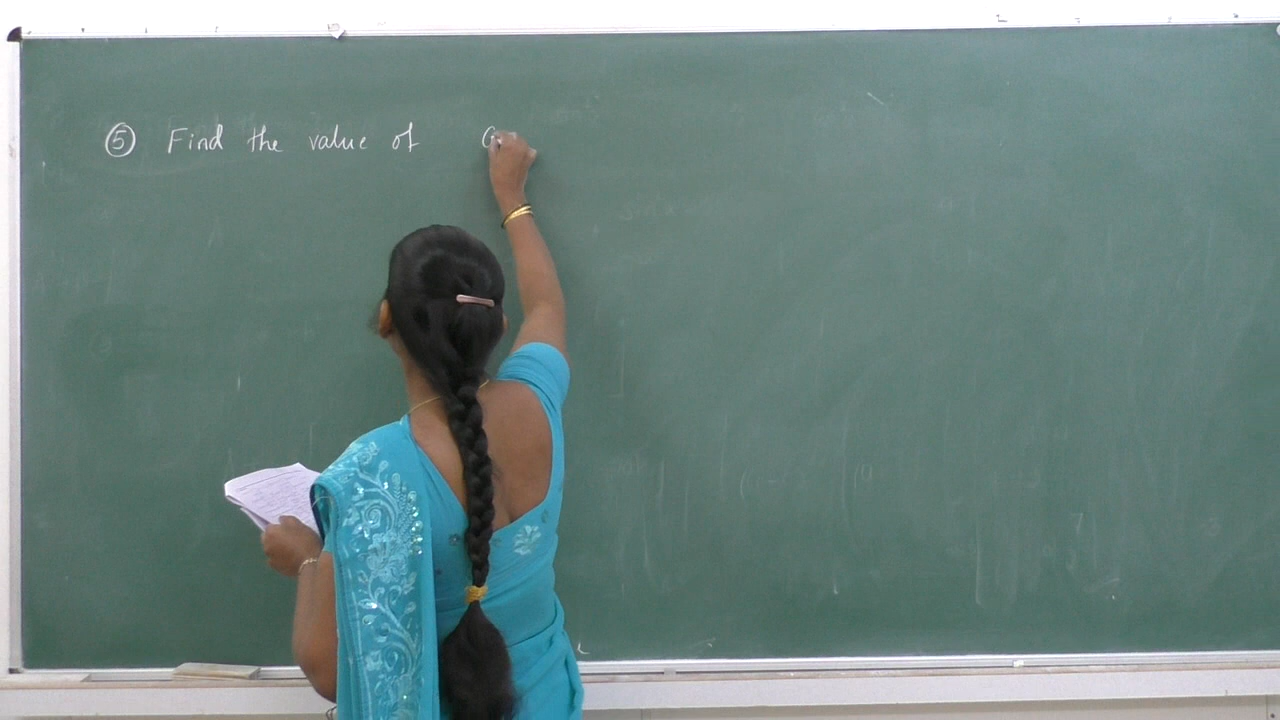 ⑤ Find the value of